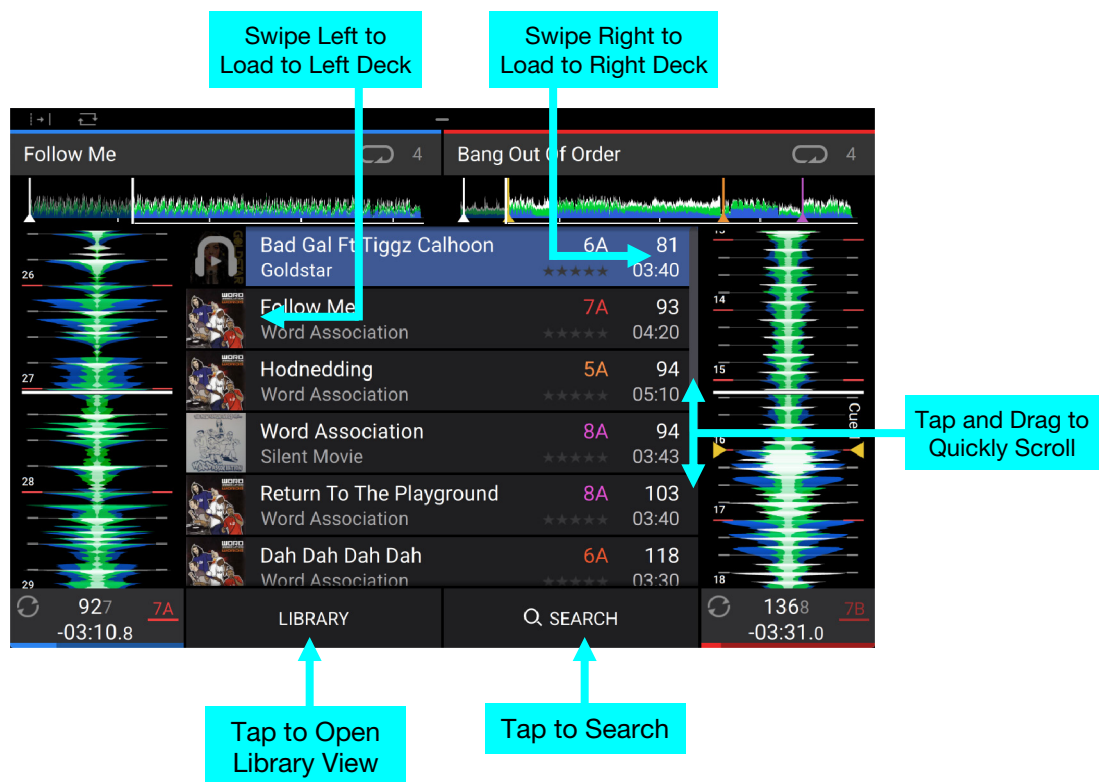 Swipe Left to
Load to Left Deck
Swipe Right to
Load to Right Deck
Follow Me
4
Bang Out Of Order
4
Bad Gal Ft Tiggz Calhoon
6A
81
Goldstar
★★★★★
03:40
Follow Me
7A
93
Word Association
★★★★★
04:20
Hodnedding
5A
94
Word Association
★★★★★
05:10
Word Association
8A
94
Silent Movie
★★★★★
03:43
Return To The Playground
8A
103
Word Association
★★★★★
03:40
Dah Dah Dah Dah
6A
118
Word Association
★★★★★
03:30
26
27
28
29
14
15
16
17
18
Tap and Drag to
Quickly Scroll
927
7A
-03:10.8
LIBRARY
SEARCH
1368
7B
-03:31.0
Tap to Open
Library View
Tap to Search